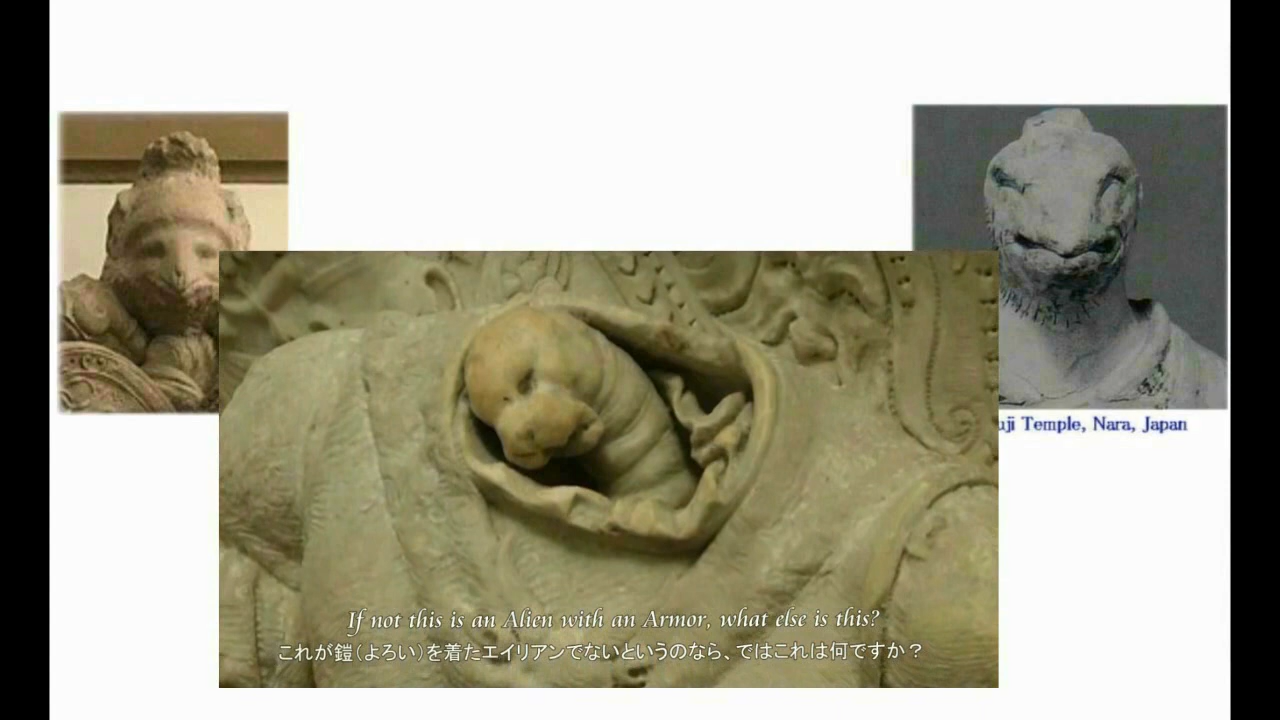 Temple, Nara, Japan
If not this is an Alien with an Armor, what else is this?
これが鎧（よろい）を着たエイリアンでないというのなら、ではこれは何ですか？